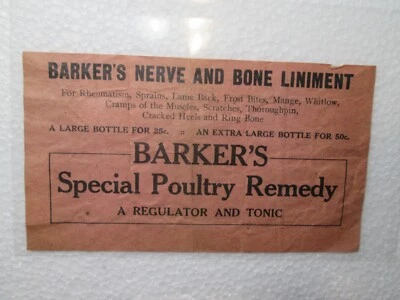 BARKER'S NERVE AND BONE LINIMENT
For Rheumatism, Sprains, Lame Back, Frost Bites, Mange, Whitlow,
Cramps of the Muscles, Scratches, Thoroughpin,
Cracked Heels and Ring Bone
A LARGE BOTTLE FOR 25c. :: AN EXTRA LARGE BOTTLE FOR 50c.
BARKER'S
Special Poultry Remedy
A REGULATOR AND TONIC